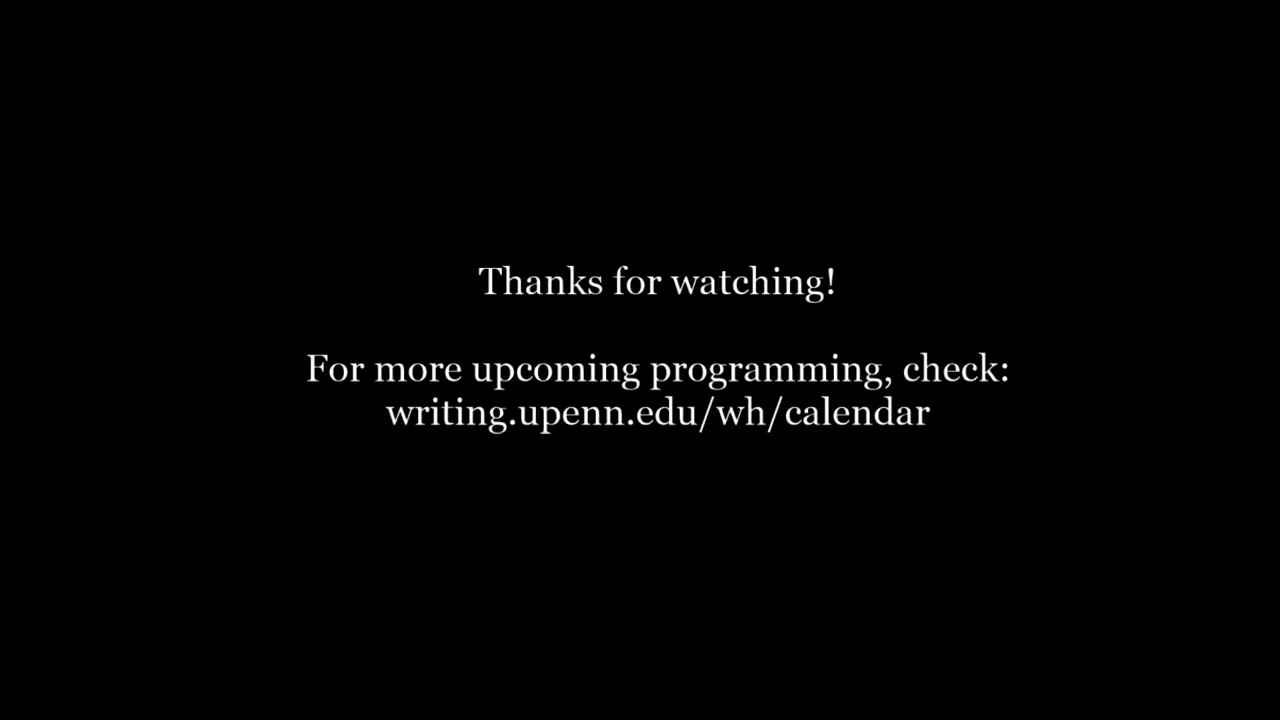 Thanks for watching!
For more upcoming programming, check:
writing.upenn.edu/wh/calendar